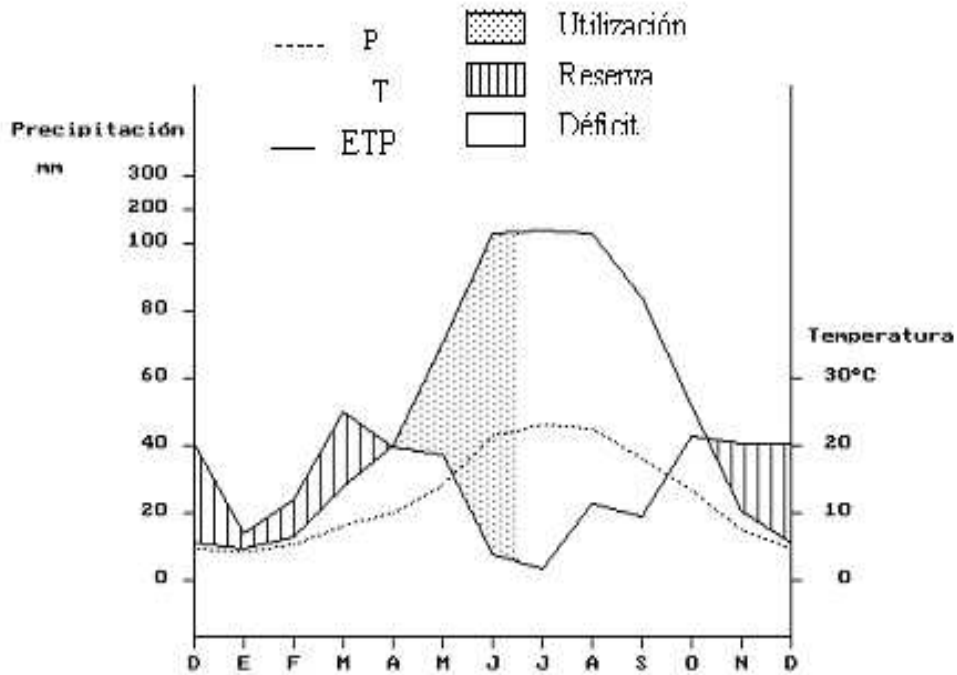 P
T
ETP
Utilización
Reserva
Déficit
Precipitación
mm
300
200
100
80
60
40
20
0
Temperatura
30°C
20
10
0
D E F M A M J J A S O N D